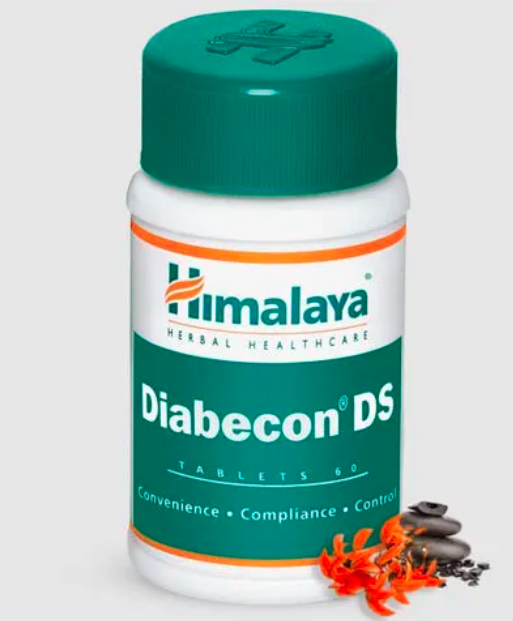 Himalaya®
HERBAL HEALTHCARE
Diabecon® DS
TABLETS 60
Convenience • Compliance • Control